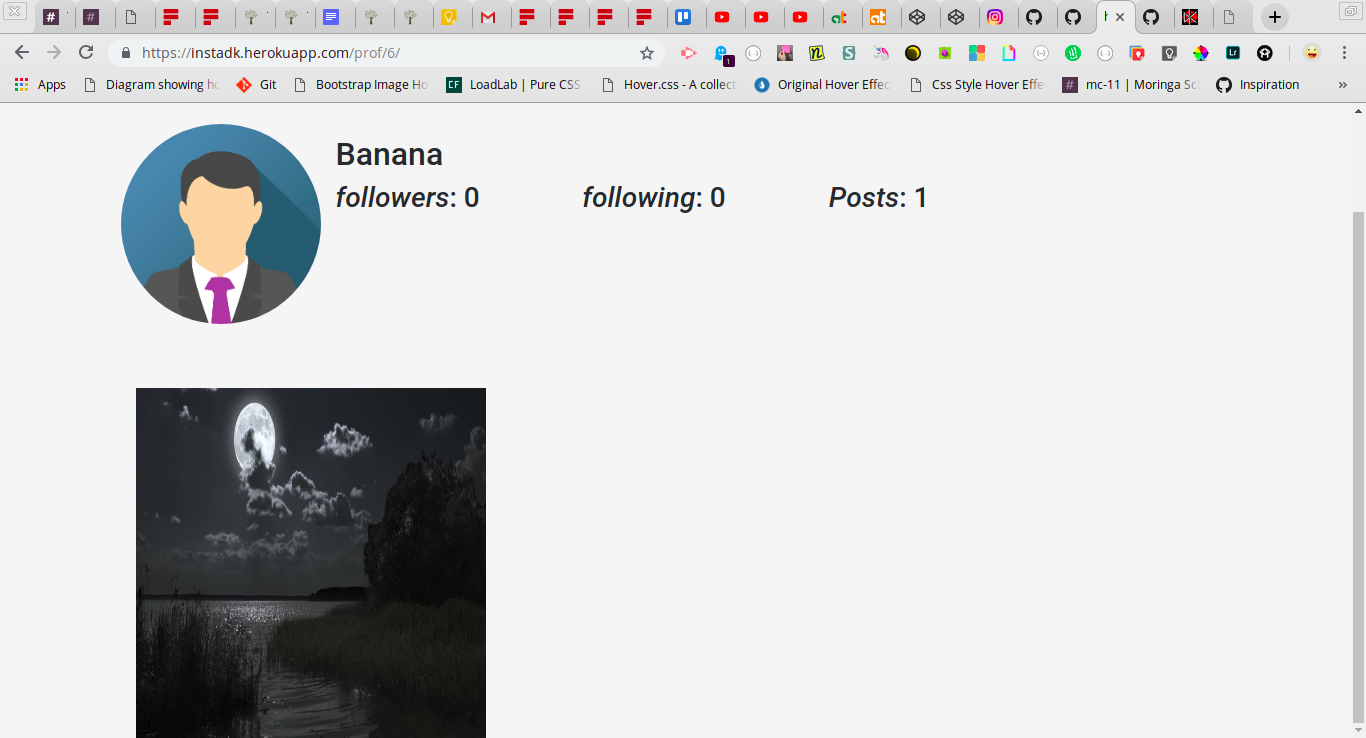 https://instadk.herokuapp.com/prof/6/
1
Apps Diagram showing ho Git Bootstrap Image Ho LoadLab | Pure CSS Hover.css - A collect Original Hover Effec Css Style Hover Effe mc-11 | Moringa Sc Inspiration »
Banana
followers: 0 following: 0 Posts: 1